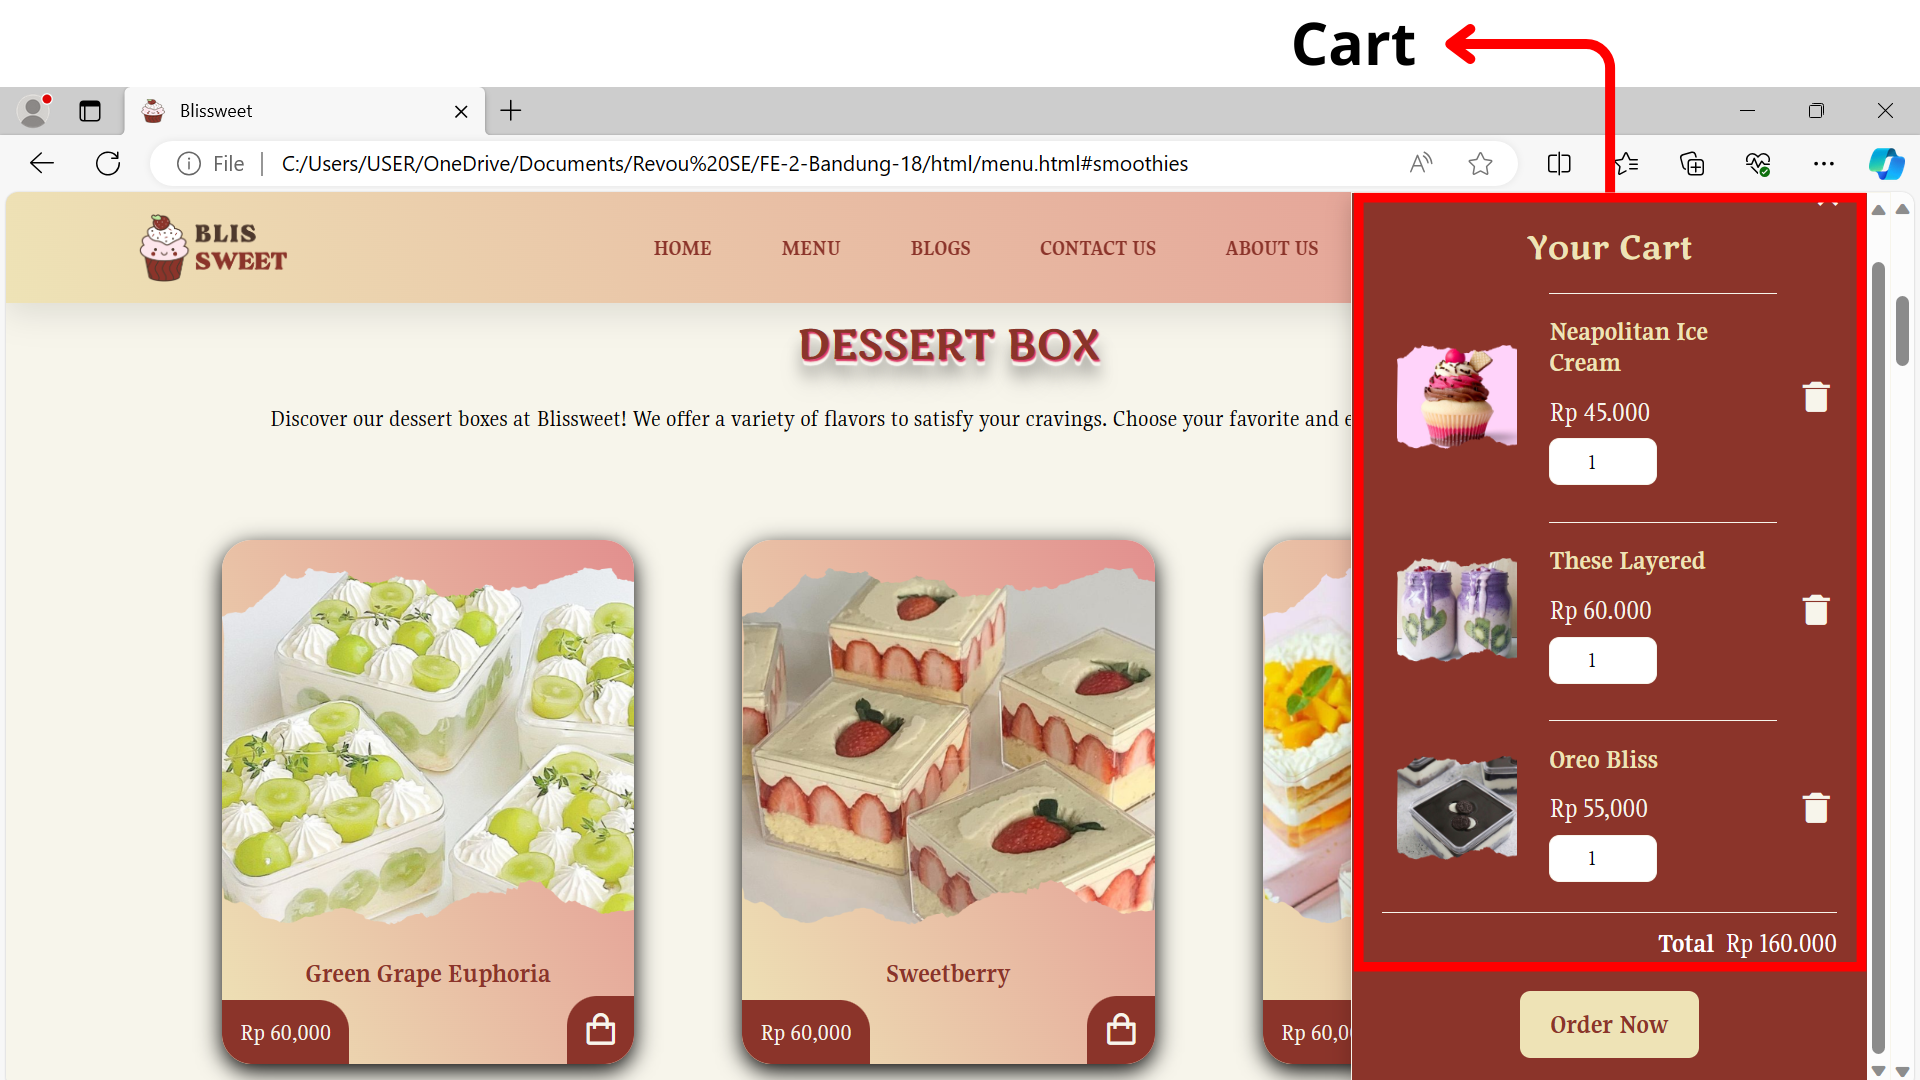 Cart
Blissweet
File
C:/Users/USER/OneDrive/Documents/Revou%20SE/FE-2-Bandung-18/html/menu.html#smoothies
BLIS
SWEET
HOME
MENU
BLOGS
CONTACT US
ABOUT US
DESSERT BOX
Discover our dessert boxes at Blissweet! We offer a variety of flavors to satisfy your cravings. Choose your favorite and e
Green Grape Euphoria
Rp 60,000
Sweetberry
Rp 60,000
Rp 60,0
Your Cart
Neapolitan Ice
Cream
Rp 45.000
1
These Layered
Rp 60.000
1
Oreo Bliss
Rp 55,000
1
Total Rp 160.000
Order Now